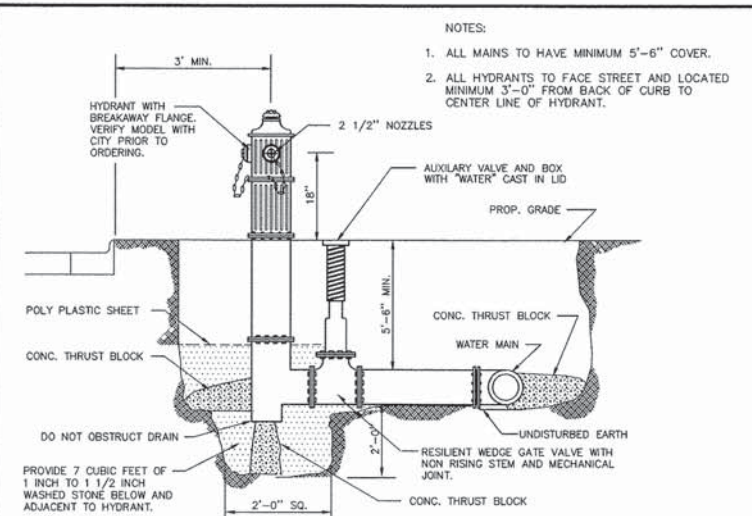 NOTES:
1. ALL MAINS TO HAVE MINIMUM 5'-6" COVER.
2. ALL HYDRANTS TO FACE STREET AND LOCATED
MINIMUM 3'-0" FROM BACK OF CURB TO
CENTER LINE OF HYDRANT.
3' MIN.
HYDRANT WITH
BREAKAWAY FLANGE.
VERIFY MODEL WITH
CITY PRIOR TO
ORDERING.
2 1/2" NOZZLES
18"
AUXILARY VALVE AND BOX
WITH "WATER" CAST IN LID
PROP. GRADE
5'-6" MIN.
POLY PLASTIC SHEET
CONC. THRUST BLOCK
CONC. THRUST BLOCK
WATER MAIN
DO NOT OBSTRUCT DRAIN
UNDISTURBED EARTH
2'-0"
RESILIENT WEDGE GATE VALVE WITH
NON RISING STEM AND MECHANICAL
JOINT.
PROVIDE 7 CUBIC FEET OF
1 INCH TO 1 1/2 INCH
WASHED STONE BELOW AND
ADJACENT TO HYDRANT.
CONC. THRUST BLOCK
2'-0" SQ.